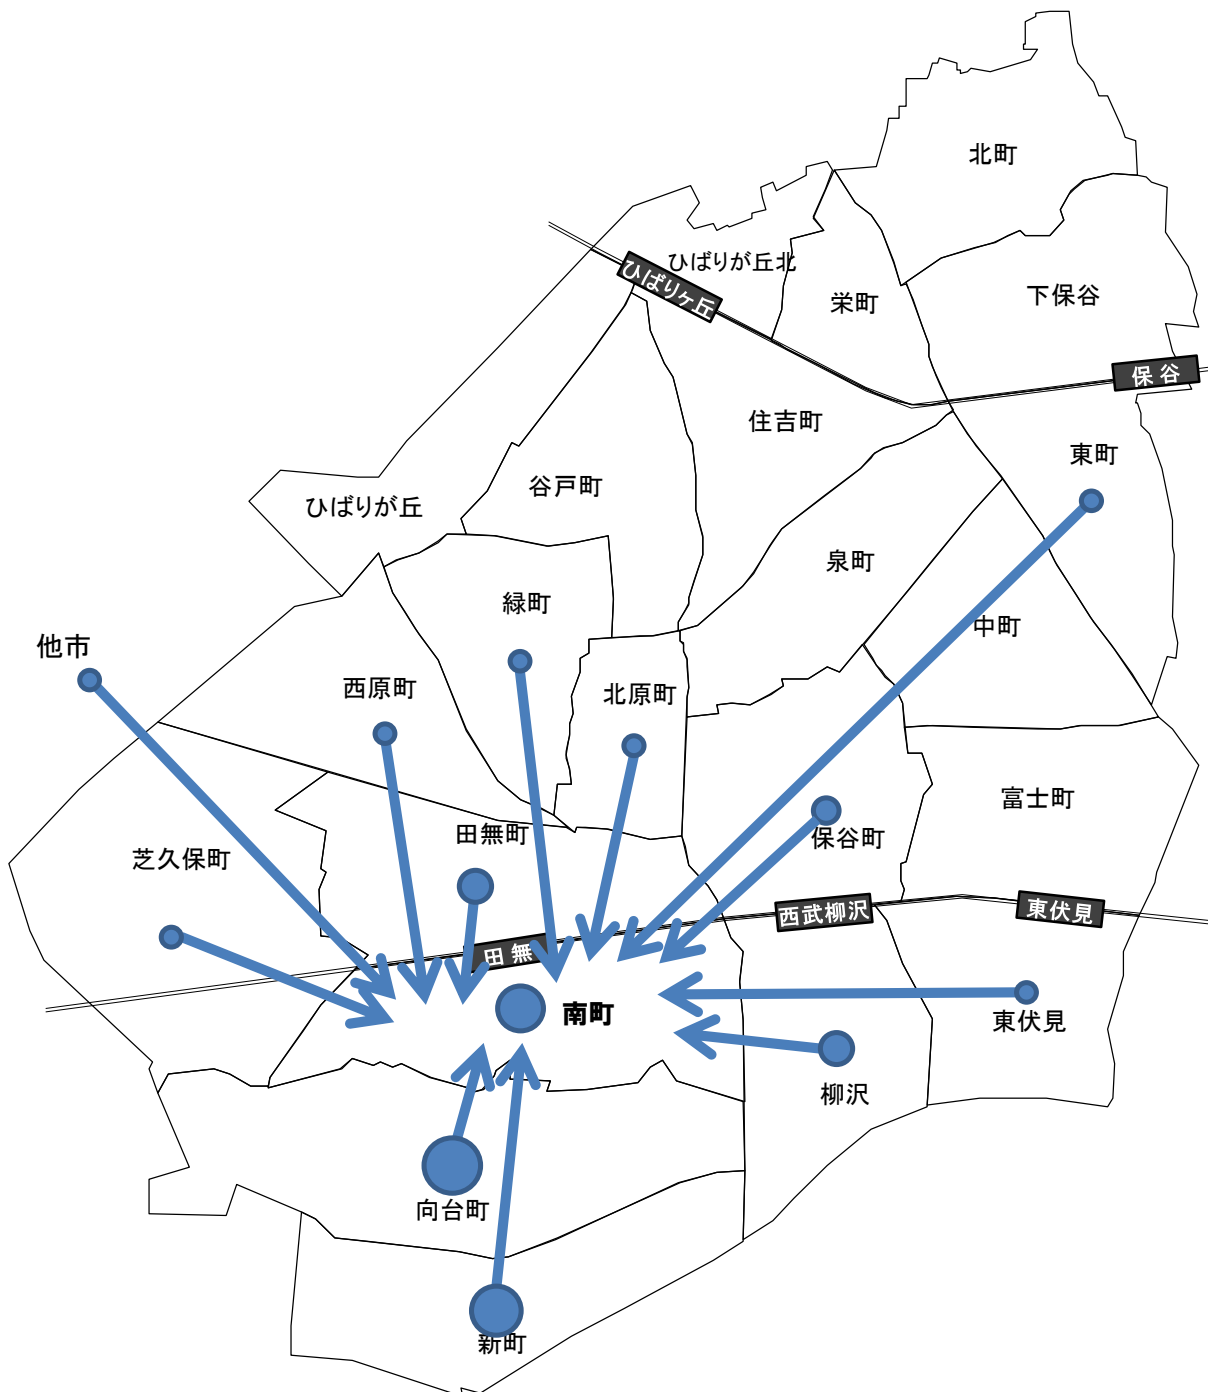 北町
ひばりが丘北
ひばりヶ丘
栄町
下保谷
保谷
住吉町
東町
谷戸町
ひばりが丘
泉町
緑町
中町
他市
西原町
北原町
富士町
田無町
保谷町
芝久保町
西武柳沢
東伏見
田無
南町
東伏見
柳沢
向台町
新町